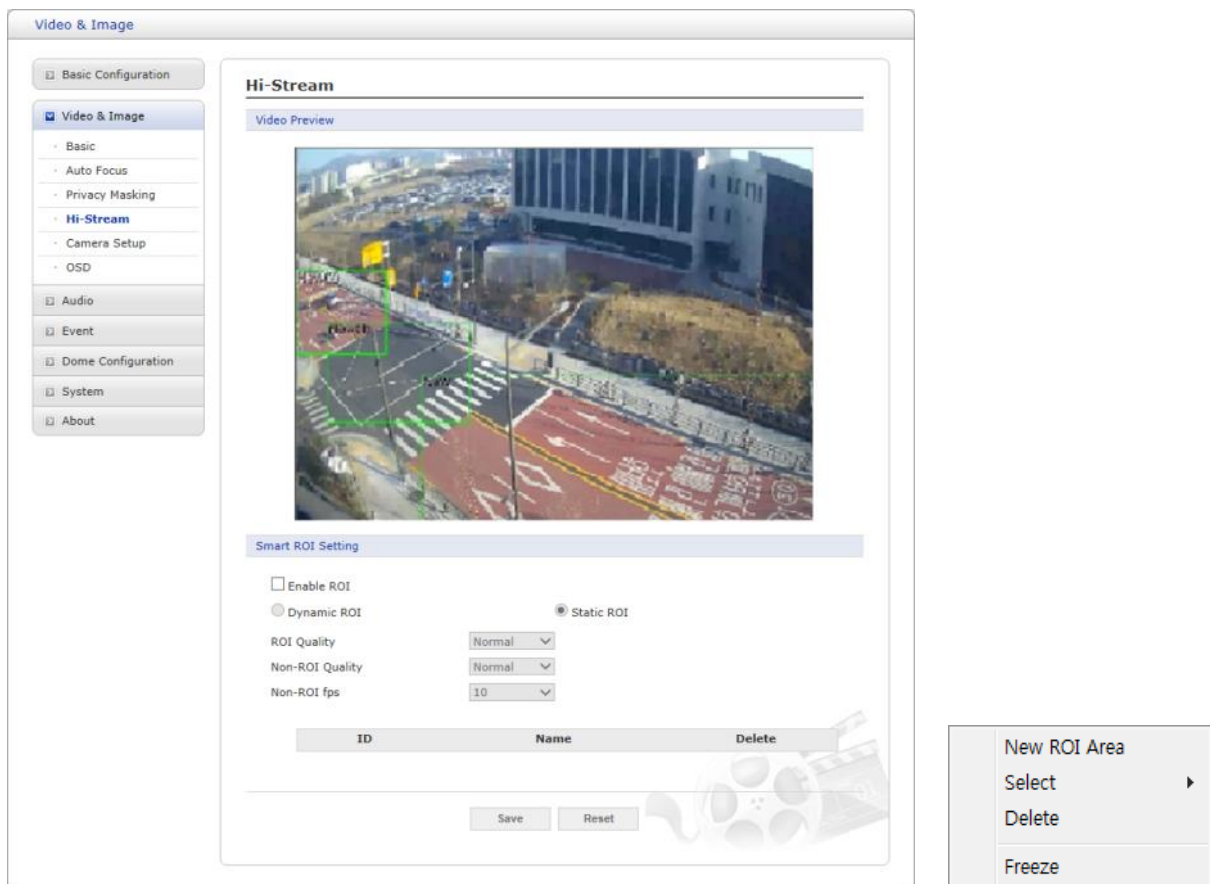 Video & Image
Basic Configuration
Video & Image
Basic
Auto Focus
Privacy Masking
Hi-Stream
Camera Setup
OSD
Audio
Event
Dome Configuration
System
About
Hi-Stream
Video Preview
Smart ROI Setting
Enable ROI
Dynamic ROI Static ROI
ROI Quality Normal
Non-ROI Quality Normal
Non-ROI fps 10
ID Name Delete
Save Reset
New ROI Area
Select
Delete
Freeze